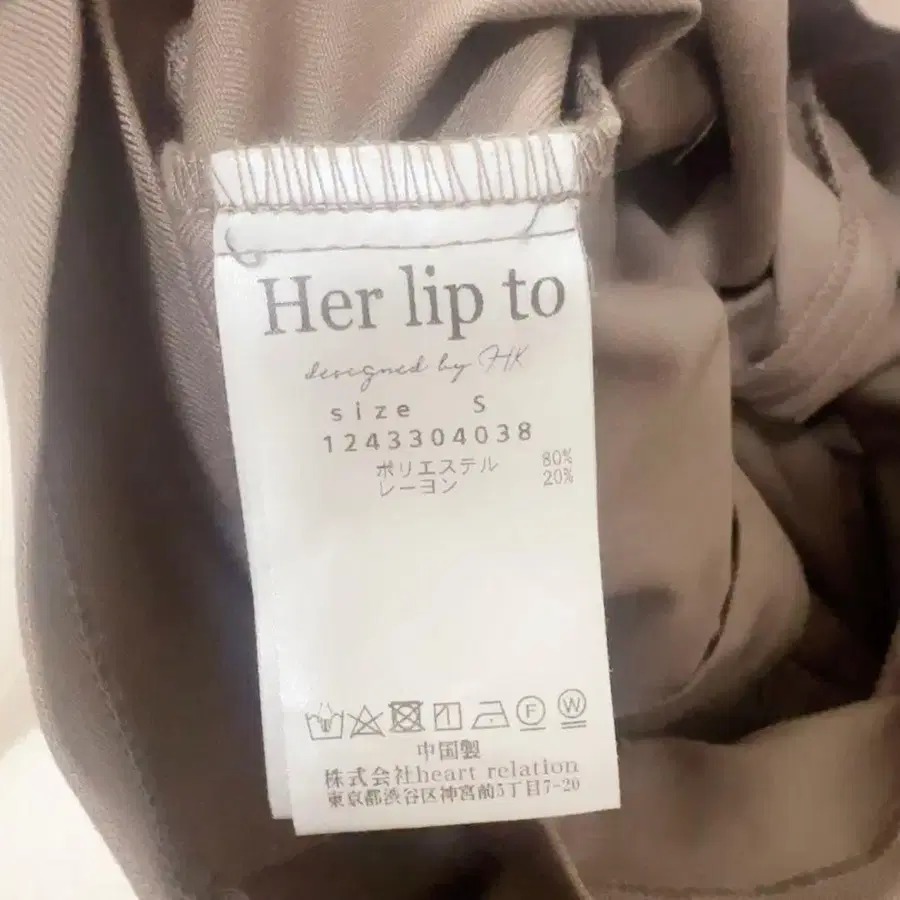 Her lip to
designed by HK
size S
1243304038
ポリエステル 80%
レーヨン 20%
F W
中国製
株式会社heart relation
東京都渋谷区神宮前5丁目7-20